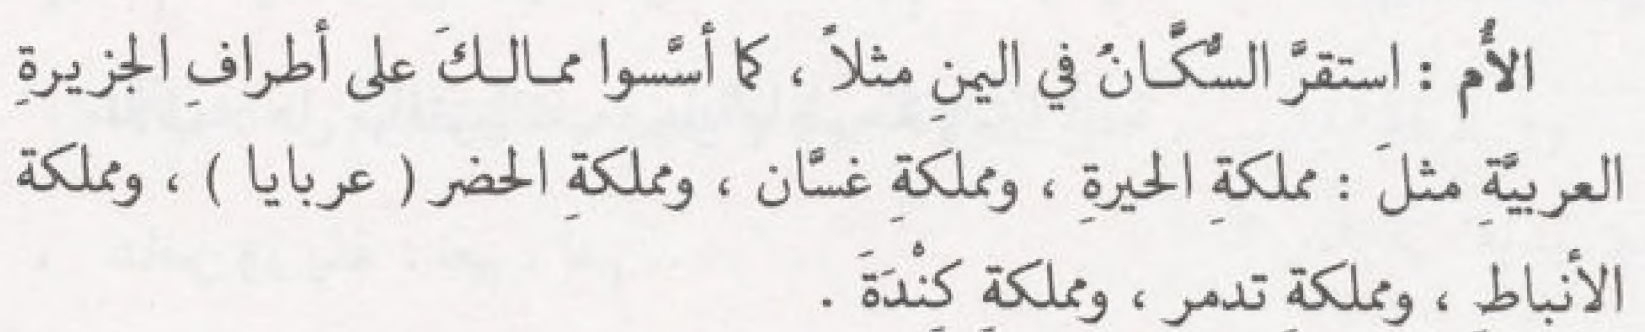 الأُم : استقرَّ السُّكَّانُ في اليمنِ مثلاً ، كما أسَّسوا ممالكَ على أطرافِ الجزيرةِ
العربيَّةِ مثلَ : مملكةِ الحيرةِ ، ومملكةِ غسَّان ، ومملكةِ الحضر ( عربايا ) ، ومملكة
الأنباطِ ، ومملكةِ تدمر ، ومملكةِ كِنْدَةَ .